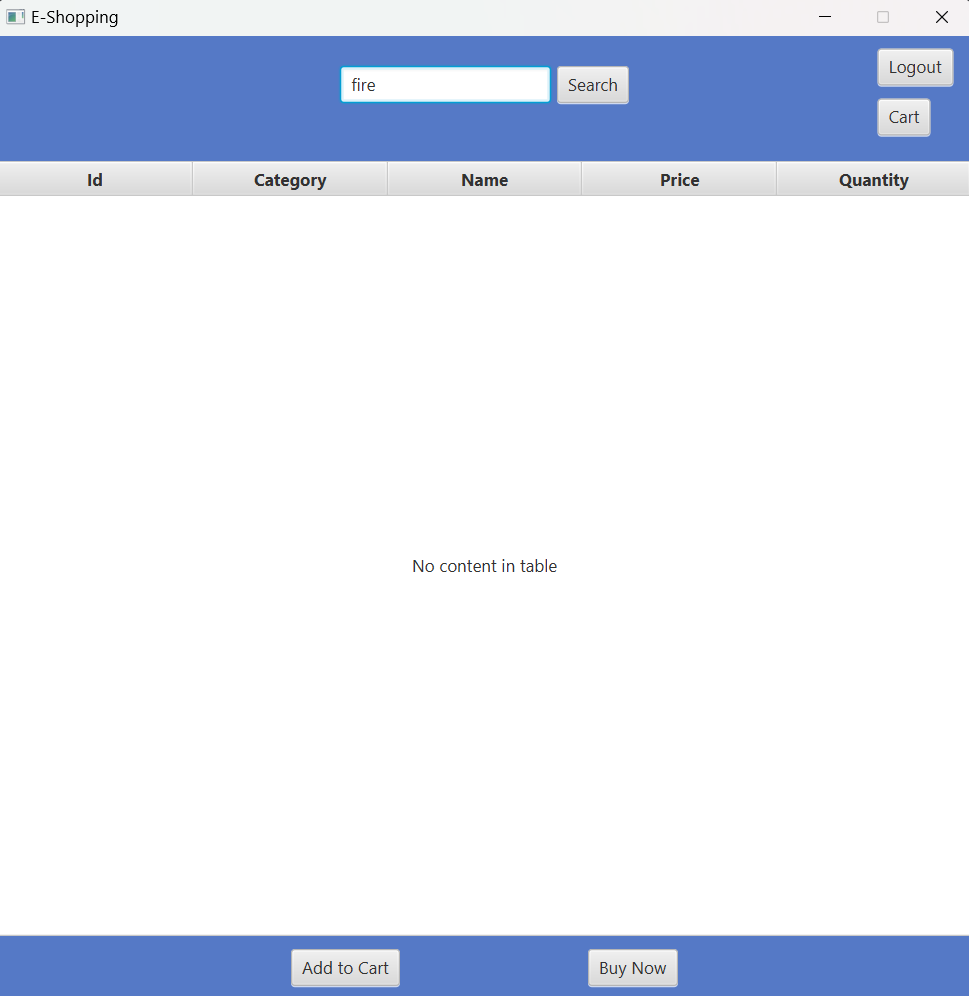 E-Shopping
fire
Search
Logout
Cart
Id Category Name Price Quantity
No content in table
Add to Cart Buy Now